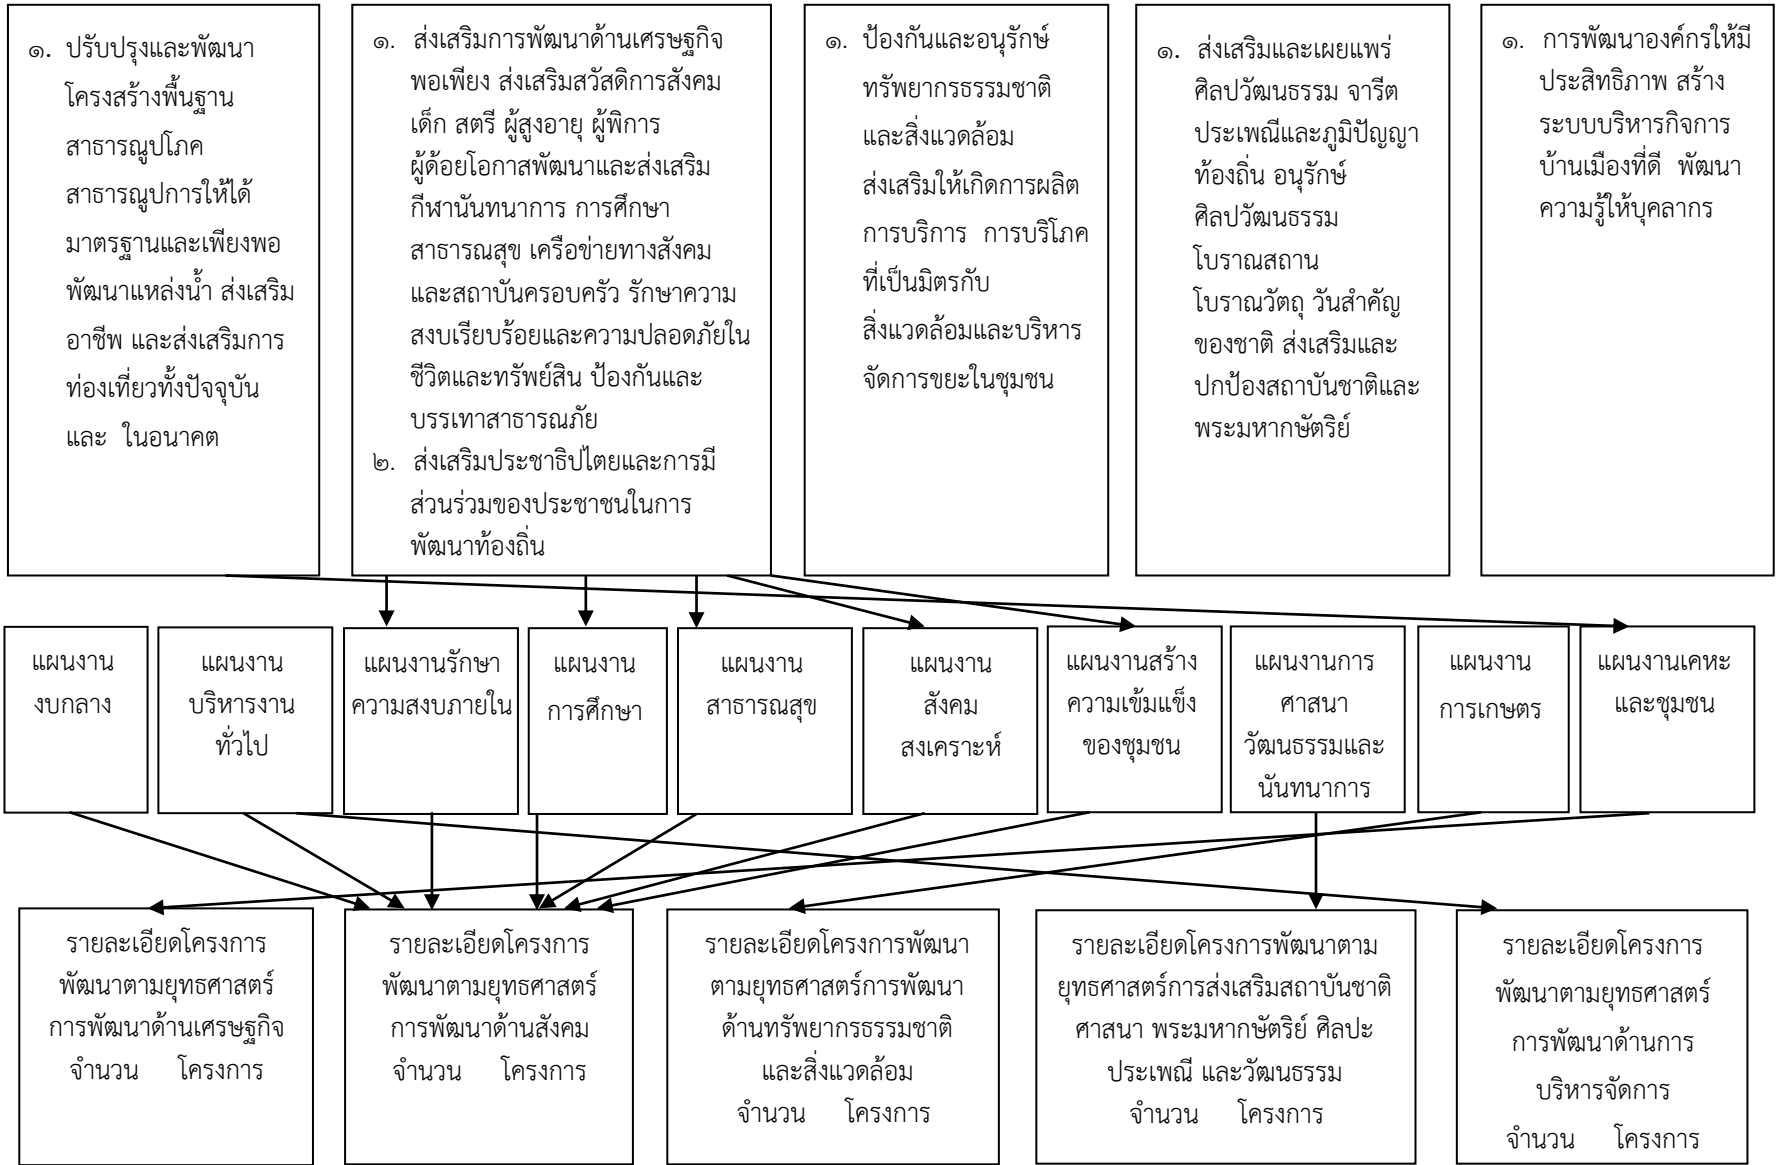 ๑. ปรับปรุงและพัฒนา
โครงสร้างพื้นฐาน
สาธารณูปโภค
สาธารณูปการให้ได้
มาตรฐานและเพียงพอ
พัฒนาแหล่งน้ำ ส่งเสริม
อาชีพ และส่งเสริมการ
ท่องเที่ยวทั้งปัจจุบัน
และ ในอนาคต
๑. ส่งเสริมการพัฒนาด้านเศรษฐกิจ
พอเพียง ส่งเสริมสวัสดิการสังคม
เด็ก สตรี ผู้สูงอายุ ผู้พิการ
ผู้ด้อยโอกาสพัฒนาและส่งเสริม
กีฬานันทนาการ การศึกษา
สาธารณสุข เครือข่ายทางสังคม
และสถาบันครอบครัว รักษาความ
สงบเรียบร้อยและความปลอดภัยใน
ชีวิตและทรัพย์สิน ป้องกันและ
บรรเทาสาธารณภัย
๒. ส่งเสริมประชาธิปไตยและการมี
ส่วนร่วมของประชาชนในการ
พัฒนาท้องถิ่น
๑. ป้องกันและอนุรักษ์
ทรัพยากรธรรมชาติ
และสิ่งแวดล้อม
ส่งเสริมให้เกิดการผลิต
การบริการ การบริโภค
ที่เป็นมิตรกับ
สิ่งแวดล้อมและบริหาร
จัดการขยะในชุมชน
๑. ส่งเสริมและเผยแพร่
ศิลปวัฒนธรรม จารีต
ประเพณีและภูมิปัญญา
ท้องถิ่น อนุรักษ์
ศิลปวัฒนธรรม
โบราณสถาน
โบราณวัตถุ วันสำคัญ
ของชาติ ส่งเสริมและ
ปกป้องสถาบันชาติและ
พระมหากษัตริย์
๑. การพัฒนาองค์กรให้มี
ประสิทธิภาพ สร้าง
ระบบบริหารกิจการ
บ้านเมืองที่ดี พัฒนา
ความรู้ให้บุคลากร
แผนงาน
งบกลาง
แผนงาน
บริหารงาน
ทั่วไป
แผนงานรักษา
ความสงบภายใน
แผนงาน
การศึกษา
แผนงาน
สาธารณสุข
แผนงาน
สังคม
สงเคราะห์
แผนงานสร้าง
ความเข้มแข็ง
ของชุมชน
แผนงานการ
ศาสนา
วัฒนธรรมและ
นันทนาการ
แผนงาน
การเกษตร
แผนงานเคหะ
และชุมชน
รายละเอียดโครงการ
พัฒนาตามยุทธศาสตร์
การพัฒนาด้านเศรษฐกิจ
จำนวน โครงการ
รายละเอียดโครงการ
พัฒนาตามยุทธศาสตร์
การพัฒนาด้านสังคม
จำนวน โครงการ
รายละเอียดโครงการพัฒนา
ตามยุทธศาสตร์การพัฒนา
ด้านทรัพยากรธรรมชาติ
และสิ่งแวดล้อม
จำนวน โครงการ
รายละเอียดโครงการพัฒนาตาม
ยุทธศาสตร์การส่งเสริมสถาบันชาติ
ศาสนา พระมหากษัตริย์ ศิลปะ
ประเพณี และวัฒนธรรม
จำนวน โครงการ
รายละเอียดโครงการ
พัฒนาตามยุทธศาสตร์
การพัฒนาด้านการ
บริหารจัดการ
จำนวน โครงการ